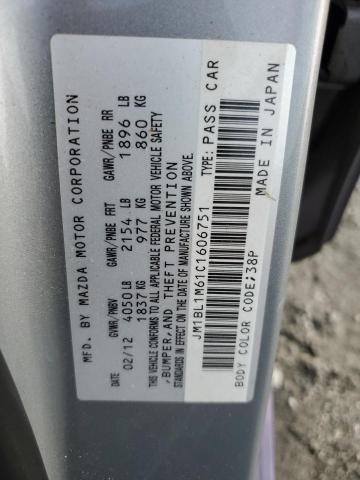 MFD. BY MAZDA MOTOR CORPORATION
DATE GVWR/PNBV GAWR/PNBE FRT GAWR/PNBE RR
02/12 4050 LB 2154 LB 1896 LB
1837 KG 977 KG 860 KG
THIS VEHICLE CONFORMS TO ALL APPLICABLE FEDERAL MOTOR VEHICLE SAFETY
,BUMPER,AND THEFT PREVENTION
STANDARDS IN EFFECT ON THE DATE OF MANUFACTURE SHOWN ABOVE.
JM1BL1M61C1606751 TYPE: PASS CAR
BODY COLOR CODE;38P MADE IN JAPAN